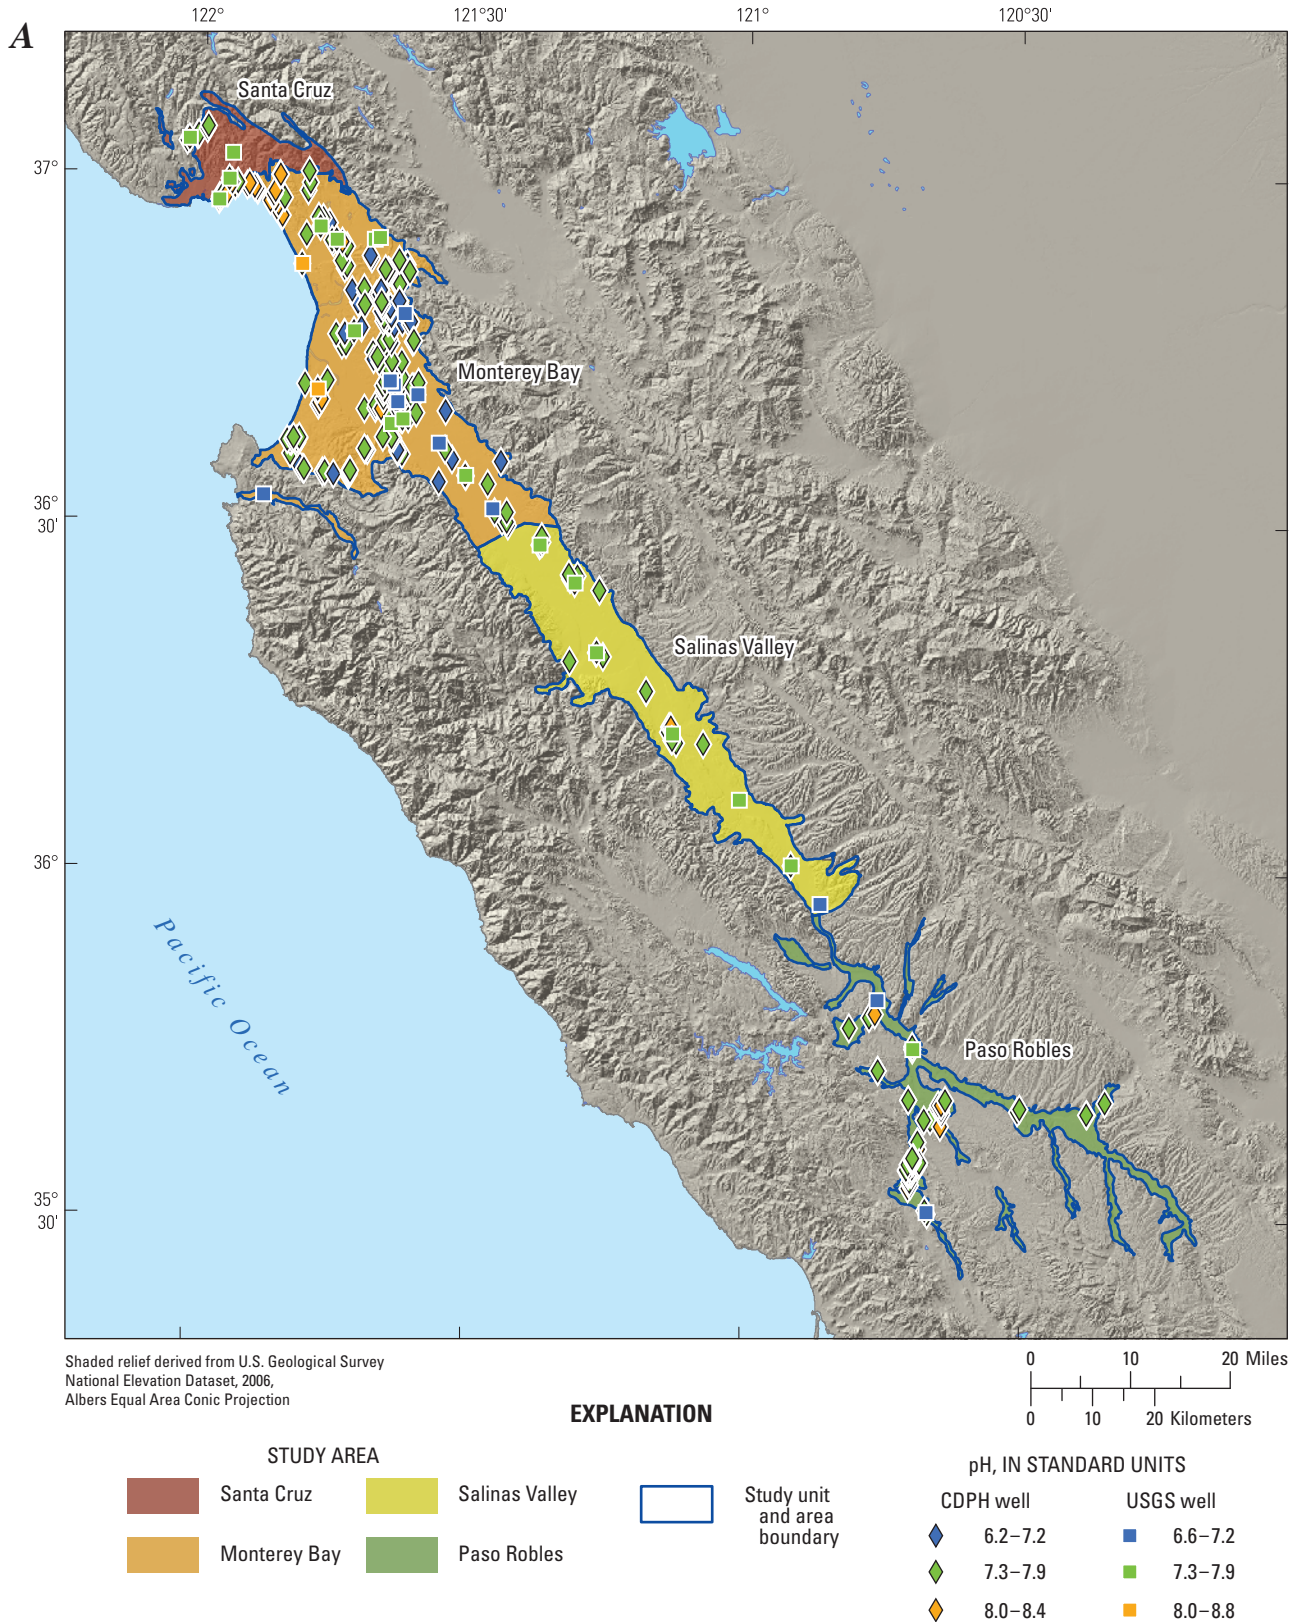 A
122°
121°30'
121°
120°30'
Santa Cruz
37°
Monterey Bay
36°
30'
Salinas Valley
36°
Pacific Ocean
Paso Robles
35°
30'
Shaded relief derived from U.S. Geological Survey
National Elevation Dataset, 2006,
Albers Equal Area Conic Projection
0 10 20 Miles
0 10 20 Kilometers
EXPLANATION
STUDY AREA
Santa Cruz
Monterey Bay
Salinas Valley
Paso Robles
Study unit
and area
boundary
pH, IN STANDARD UNITS
CDPH well
6.2–7.2
7.3–7.9
8.0–8.4
USGS well
6.6–7.2
7.3–7.9
8.0–8.8